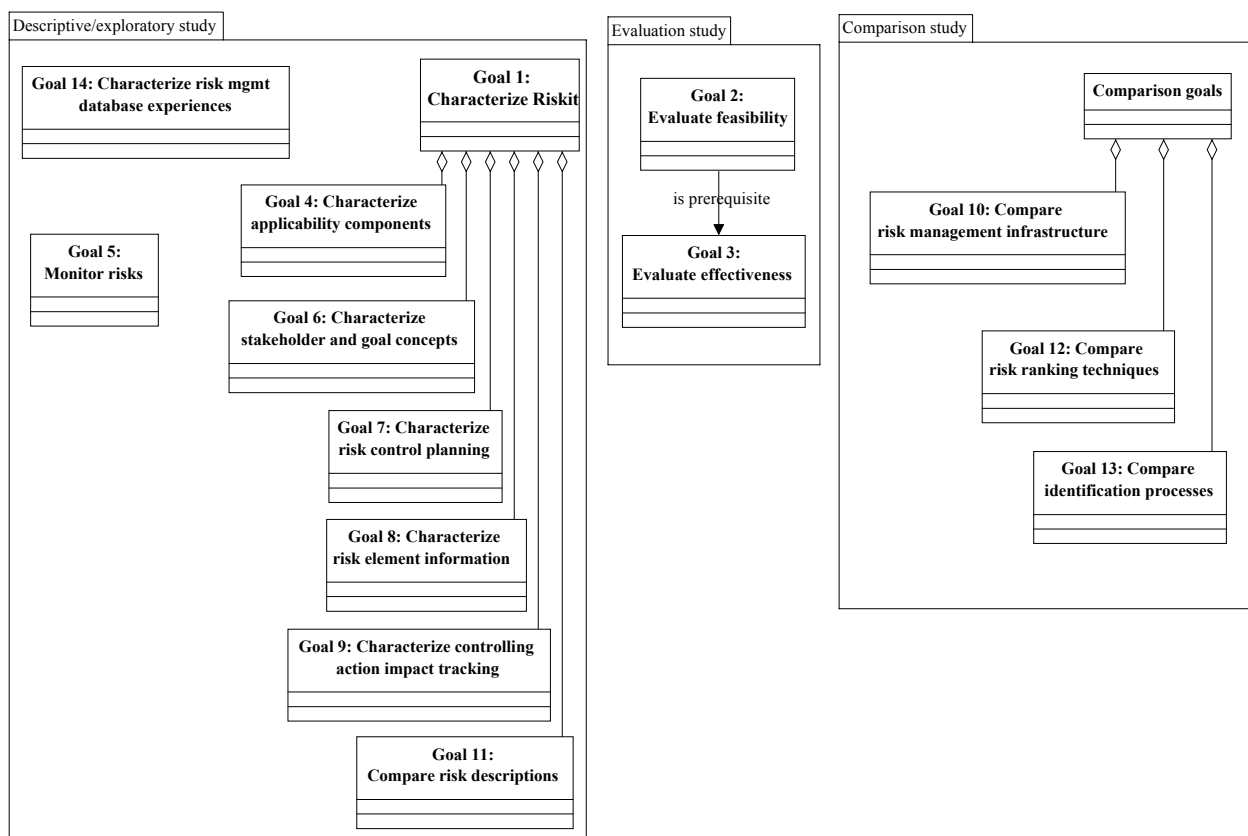 Descriptive/exploratory study
Goal 14: Characterize risk mgmt
database experiences
Goal 1:
Characterize Riskit
Goal 4: Characterize
applicability components
Goal 5:
Monitor risks
Goal 6: Characterize
stakeholder and goal concepts
Goal 7: Characterize
risk control planning
Goal 8: Characterize
risk element information
Goal 9: Characterize controlling
action impact tracking
Goal 11:
Compare risk descriptions
Evaluation study
Goal 2:
Evaluate feasibility
is prerequisite
Goal 3:
Evaluate effectiveness
Comparison study
Comparison goals
Goal 10: Compare
risk management infrastructure
Goal 12: Compare
risk ranking techniques
Goal 13: Compare
identification processes